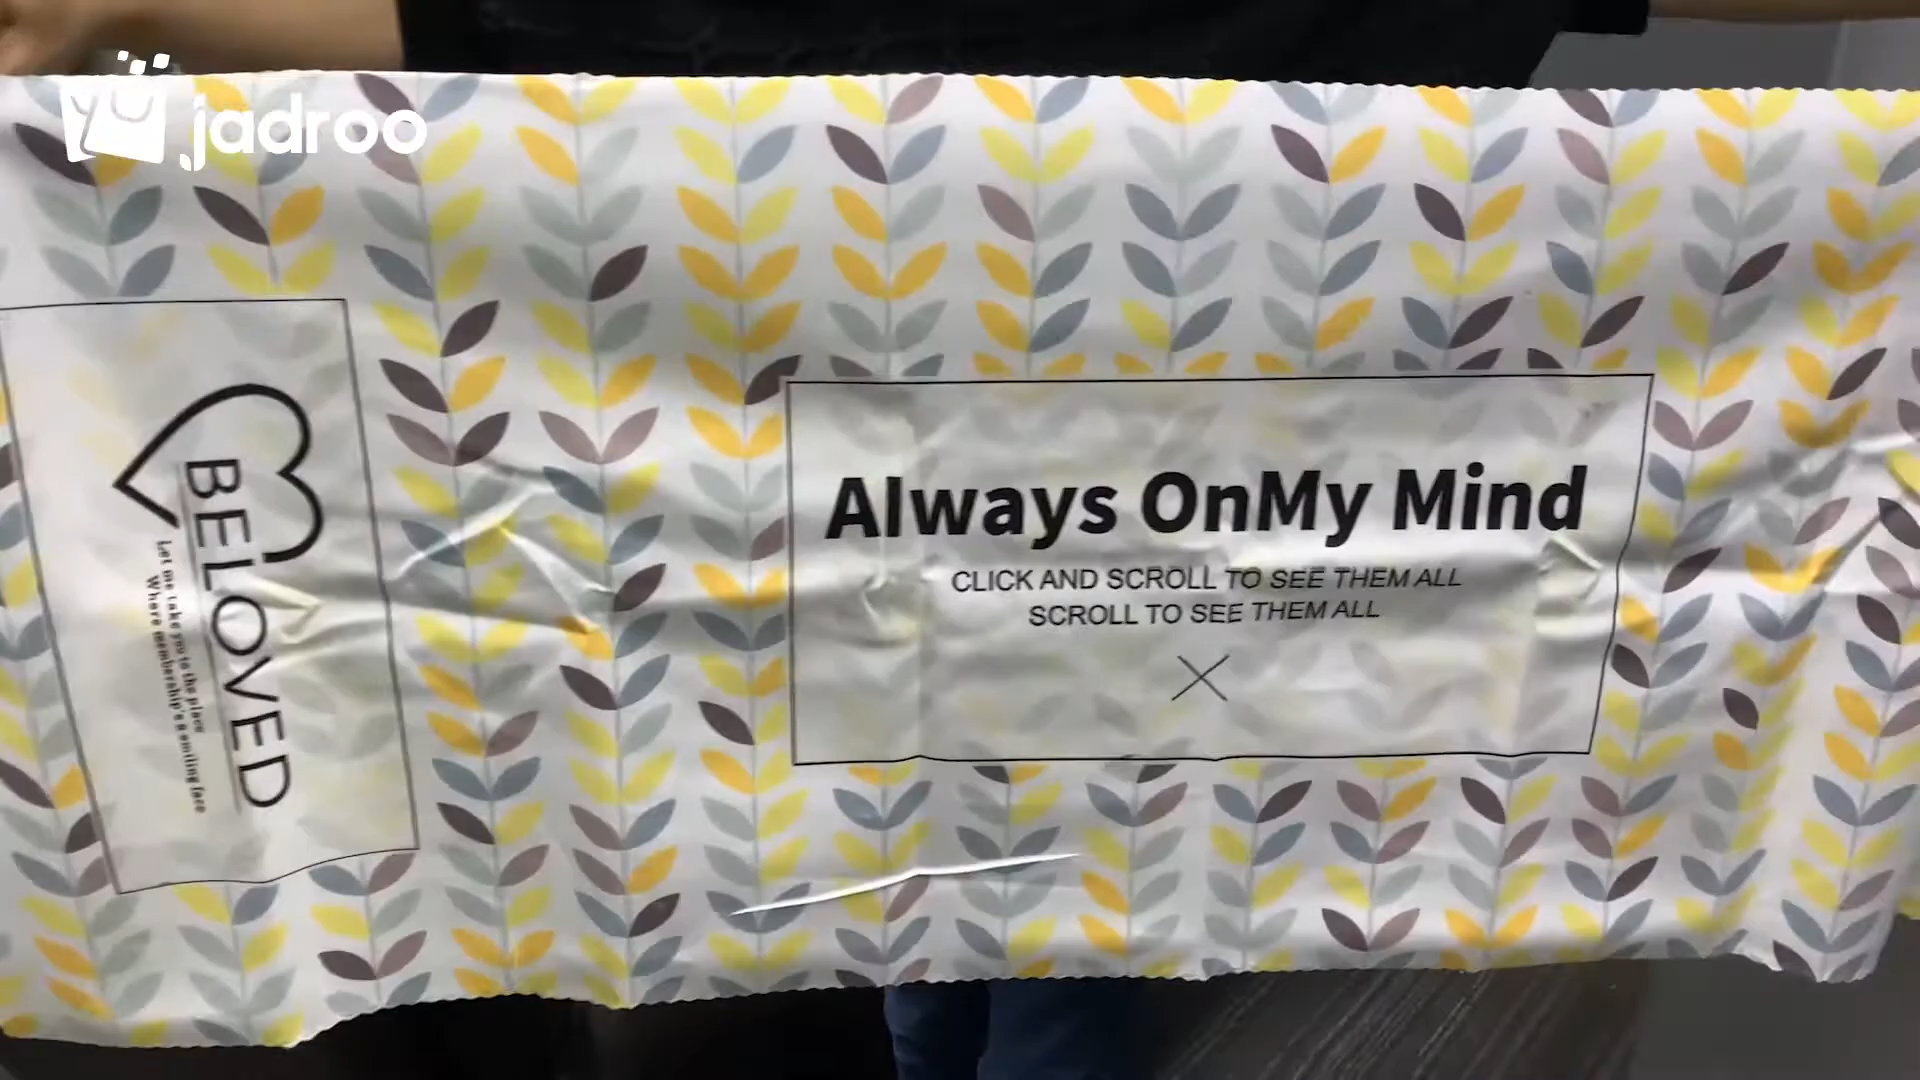 jadroo
BELOVED
Let me take you to the place
Where membership's smiling face
Always OnMy Mind
CLICK AND SCROLL TO SEE THEM ALL
SCROLL TO SEE THEM ALL